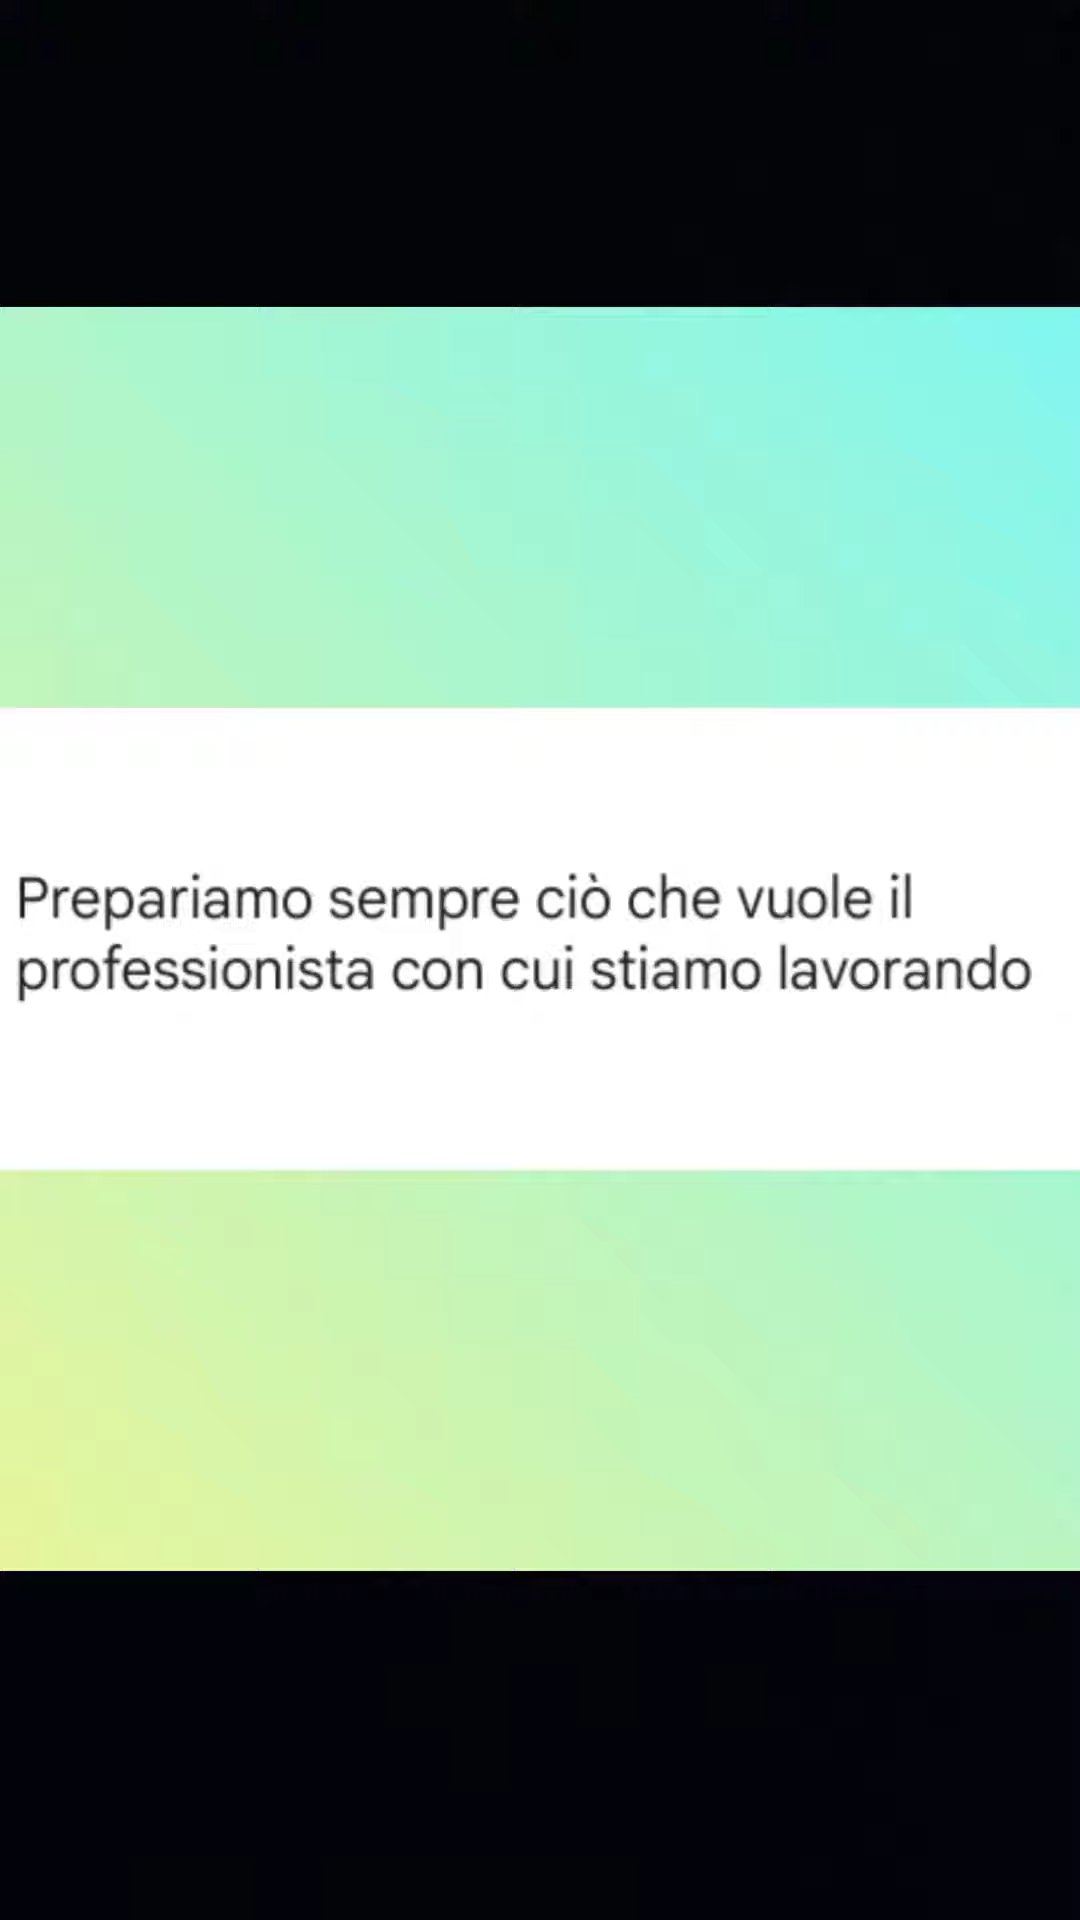 Prepariamo sempre ciò che vuole il
professionista con cui stiamo lavorando